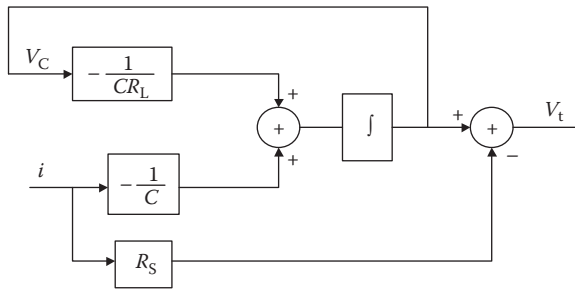 V_C
− 1/(CR_L)
+
+
+
∫
+
+
−
V_t
i
− 1/C
R_S